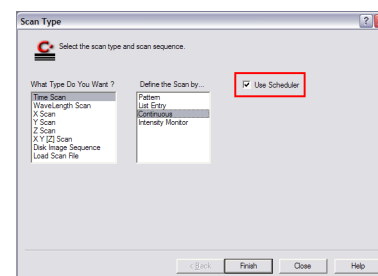 Scan Type
?
Select the scan type and scan sequence.
What Type Do You Want ?
Time Scan
WaveLength Scan
X Scan
Y Scan
Z Scan
X Y [Z] Scan
Disk Image Sequence
Load Scan File
Define the Scan by...
Pattern
List Entry
Continuous
Intensity Monitor
Use Scheduler
< Back
Finish
Close
Help